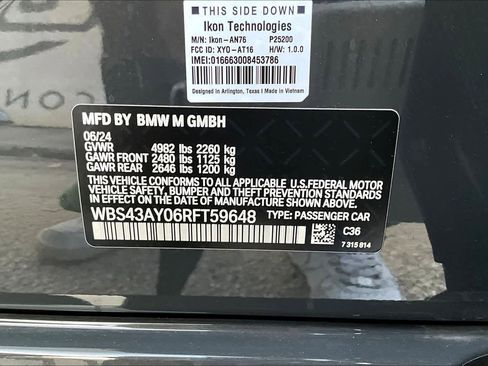 THIS SIDE DOWN
Ikon Technologies
M/N: Ikon-AN76 P25200
FCC ID: XYO-AT16 H/W: 1.0.0
IMEI:016663008453786
Designed in Arlington, Texas | Made in Vietnam
MFD BY BMW M GMBH
06/24
GVWR 4982 lbs 2260 kg
GAWR FRONT 2480 lbs 1125 kg
GAWR REAR 2646 lbs 1200 kg
THIS VEHICLE CONFORMS TO ALL APPLICABLE U.S.FEDERAL MOTOR
VEHICLE SAFETY, BUMPER AND THEFT PREVENTION STANDARDS
IN EFFECT ON THE DATE OF MANUFACTURE SHOWN ABOVE.
WBS43AY06RFT59648 TYPE: PASSENGER CAR
C36
7 315 814